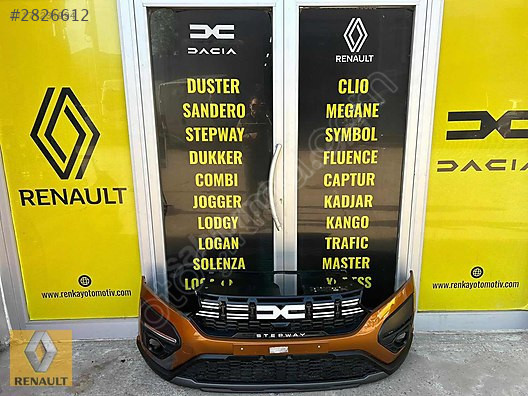 #2826612
DACIA
RENAULT
DUSTER
SANDERO
STEPWAY
DUKKER
COMBI
JOGGER
LODGY
LOGAN
SOLENZA
CLIO
MEGANE
SYMBOL
FLUENCE
CAPTUR
KADJAR
KANGO
TRAFIC
MASTER
RENAULT
www.renkayotomotiv.com
DACIA
www.renkayotomotiv.com
STEPWAY
RENAULT